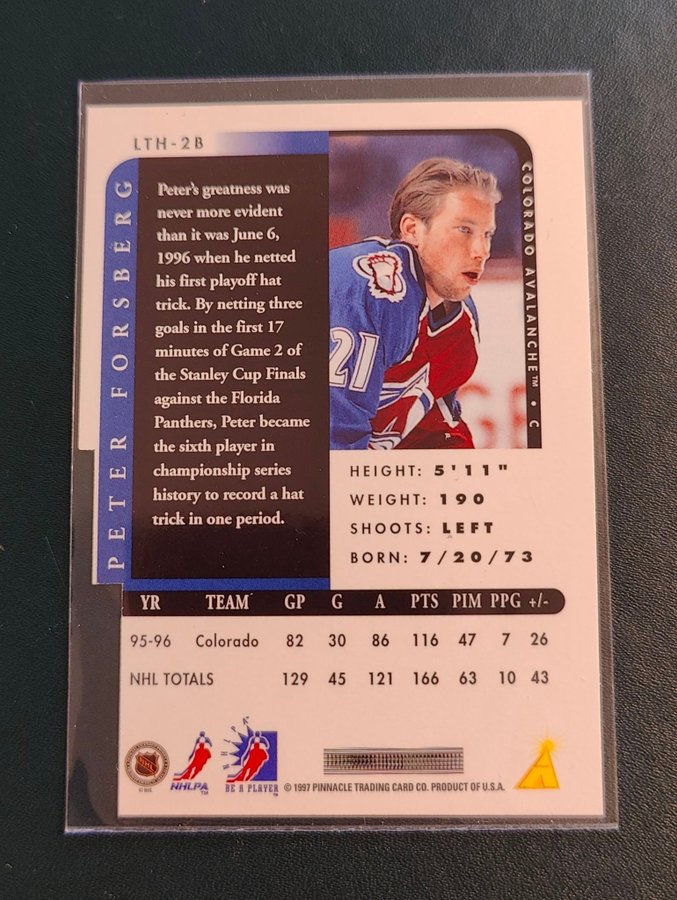 LTH-2B
PETER FORSBERG
Peter's greatness was
never more evident
than it was June 6,
1996 when he netted
his first playoff hat
trick. By netting three
goals in the first 17
minutes of Game 2 of
the Stanley Cup Finals
against the Florida
Panthers, Peter became
the sixth player in
championship series
history to record a hat
trick in one period.
21
COLORADO AVALANCHE™ • C
HEIGHT: 5'11"
WEIGHT: 190
SHOOTS: LEFT
BORN: 7/20/73
YR TEAM GP G A PTS PIM PPG +/-
95-96 Colorado 82 30 86 116 47 7 26
NHL TOTALS 129 45 121 166 63 10 43
NHL
NHLPA™
NHLPA
BE A PLAYER™
© 1997 PINNACLE TRADING CARD CO. PRODUCT OF U.S.A.